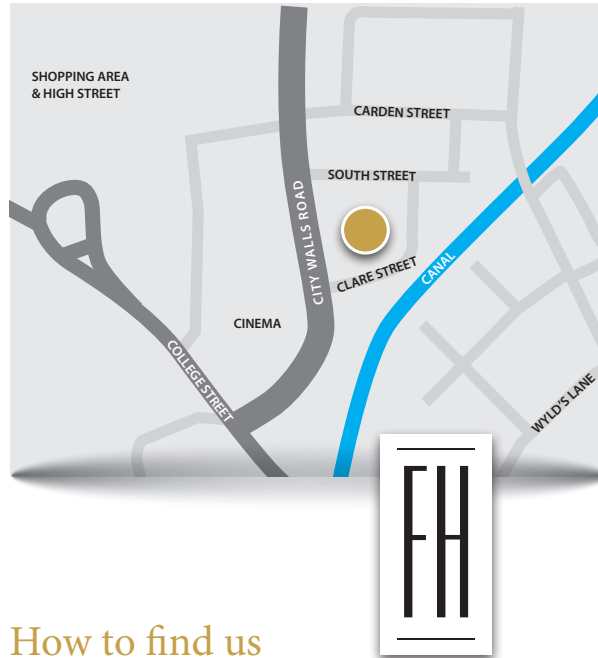 SHOPPING AREA
& HIGH STREET
CARDEN STREET
SOUTH STREET
CITY WALLS ROAD
CLARE STREET
CANAL
CINEMA
COLLEGE STREET
WYLD'S LANE
FH
How to find us